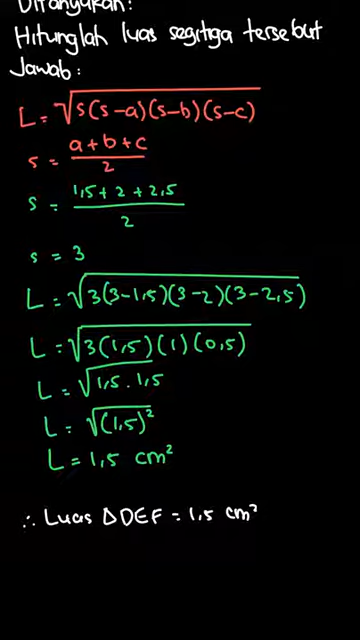 Ditanyakan:
Hitunglah luas segitiga tersebut
Jawab:
L = √s(s-a)(s-b)(s-c)
s = a+b+c/2
s = 1,5+2+2,5/2
s = 3
L = √3(3-1,5)(3-2)(3-2,5)
L = √3(1,5)(1)(0,5)
L = √1,5 . 1,5
L = √(1,5)²
L = 1,5 cm²
∴ Luas ΔDEF = 1,5 cm²